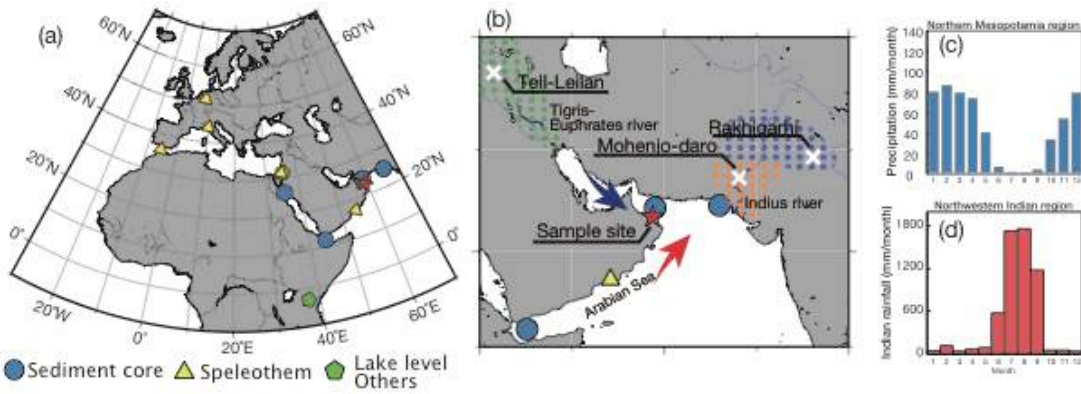 (a)
60°N
40°N
20°N
0°
60°N
40°N
20°N
0°
20°W
0°
20°E
40°E
60°E
Sediment core
Speleothem
Lake level
Others
(b)
Tell-Leilan
Tigris-
Euphrates river
Rakhigarhi
Mohenjo-daro
Indius river
Sample site
Arabian Sea
Northern Mesopotamia region
(c)
Precipitation (mm/month)
140
120
100
80
60
40
20
0
1 2 3 4 5 6 7 8 9 10 11 12
Northwestern Indian region
(d)
Indian rainfall (mm/month)
1800
1200
600
0
1 2 3 4 5 6 7 8 9 10 11 12
Month